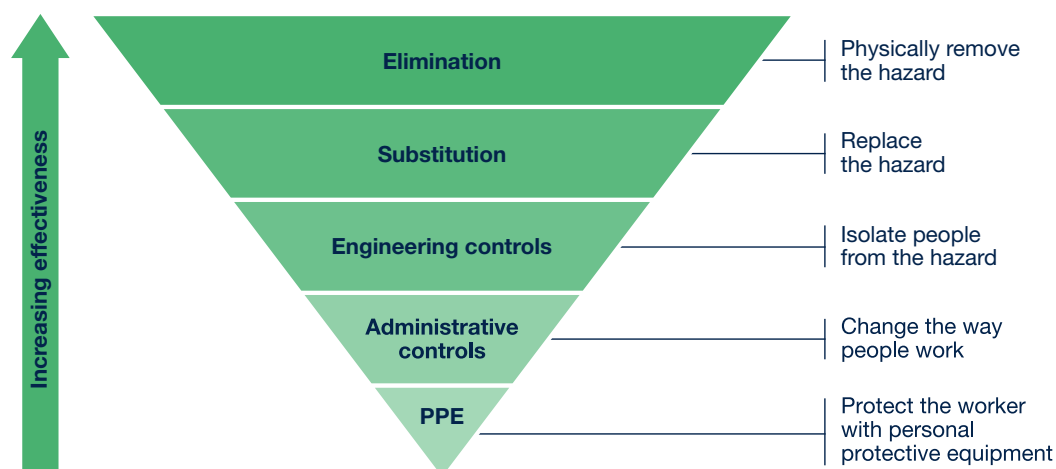 Increasing effectiveness
Elimination
Physically remove
the hazard
Substitution
Replace
the hazard
Engineering controls
Isolate people
from the hazard
Administrative
controls
Change the way
people work
PPE
Protect the worker
with personal
protective equipment